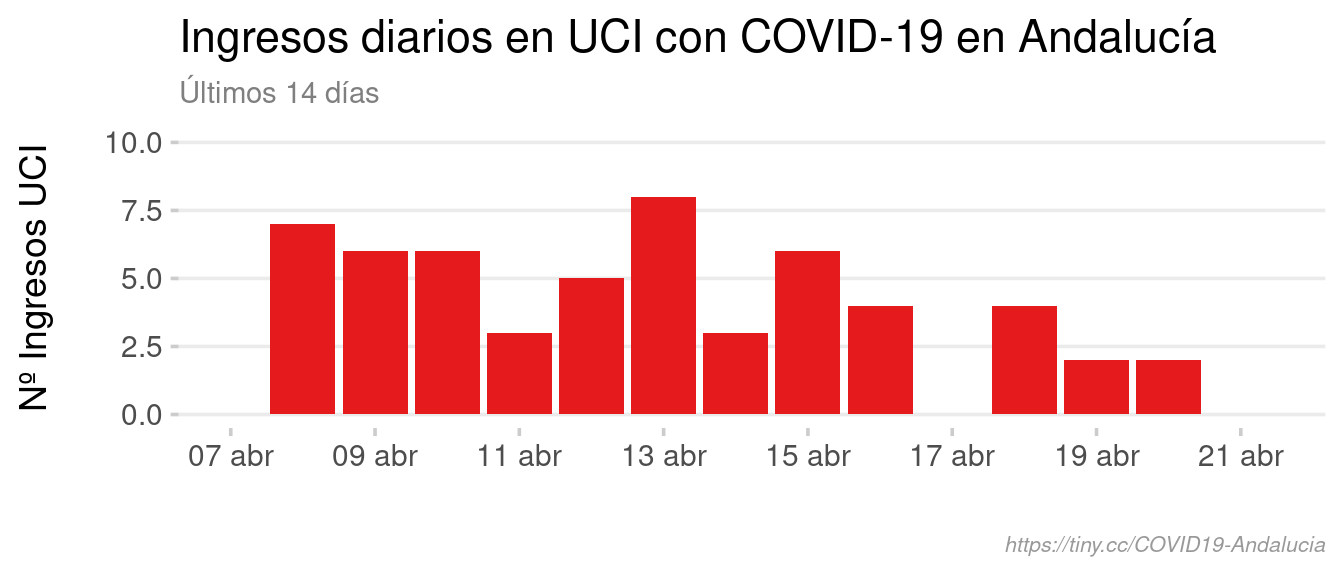 Ingresos diarios en UCI con COVID-19 en Andalucía
Últimos 14 días
Nº Ingresos UCI
10.0
7.5
5.0
2.5
0.0
07 abr 09 abr 11 abr 13 abr 15 abr 17 abr 19 abr 21 abr
https://tiny.cc/COVID19-Andalucia